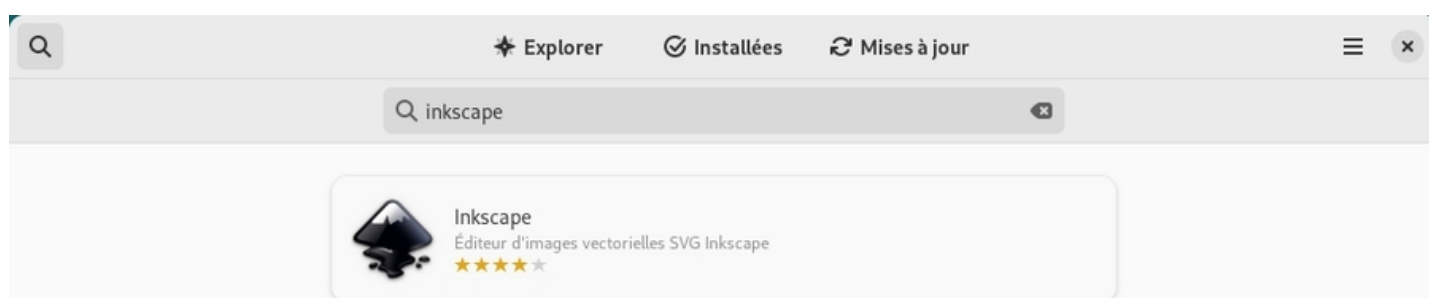 Explorer Installées Mises à jour
inkscape
Inkscape
Éditeur d'images vectorielles SVG Inkscape